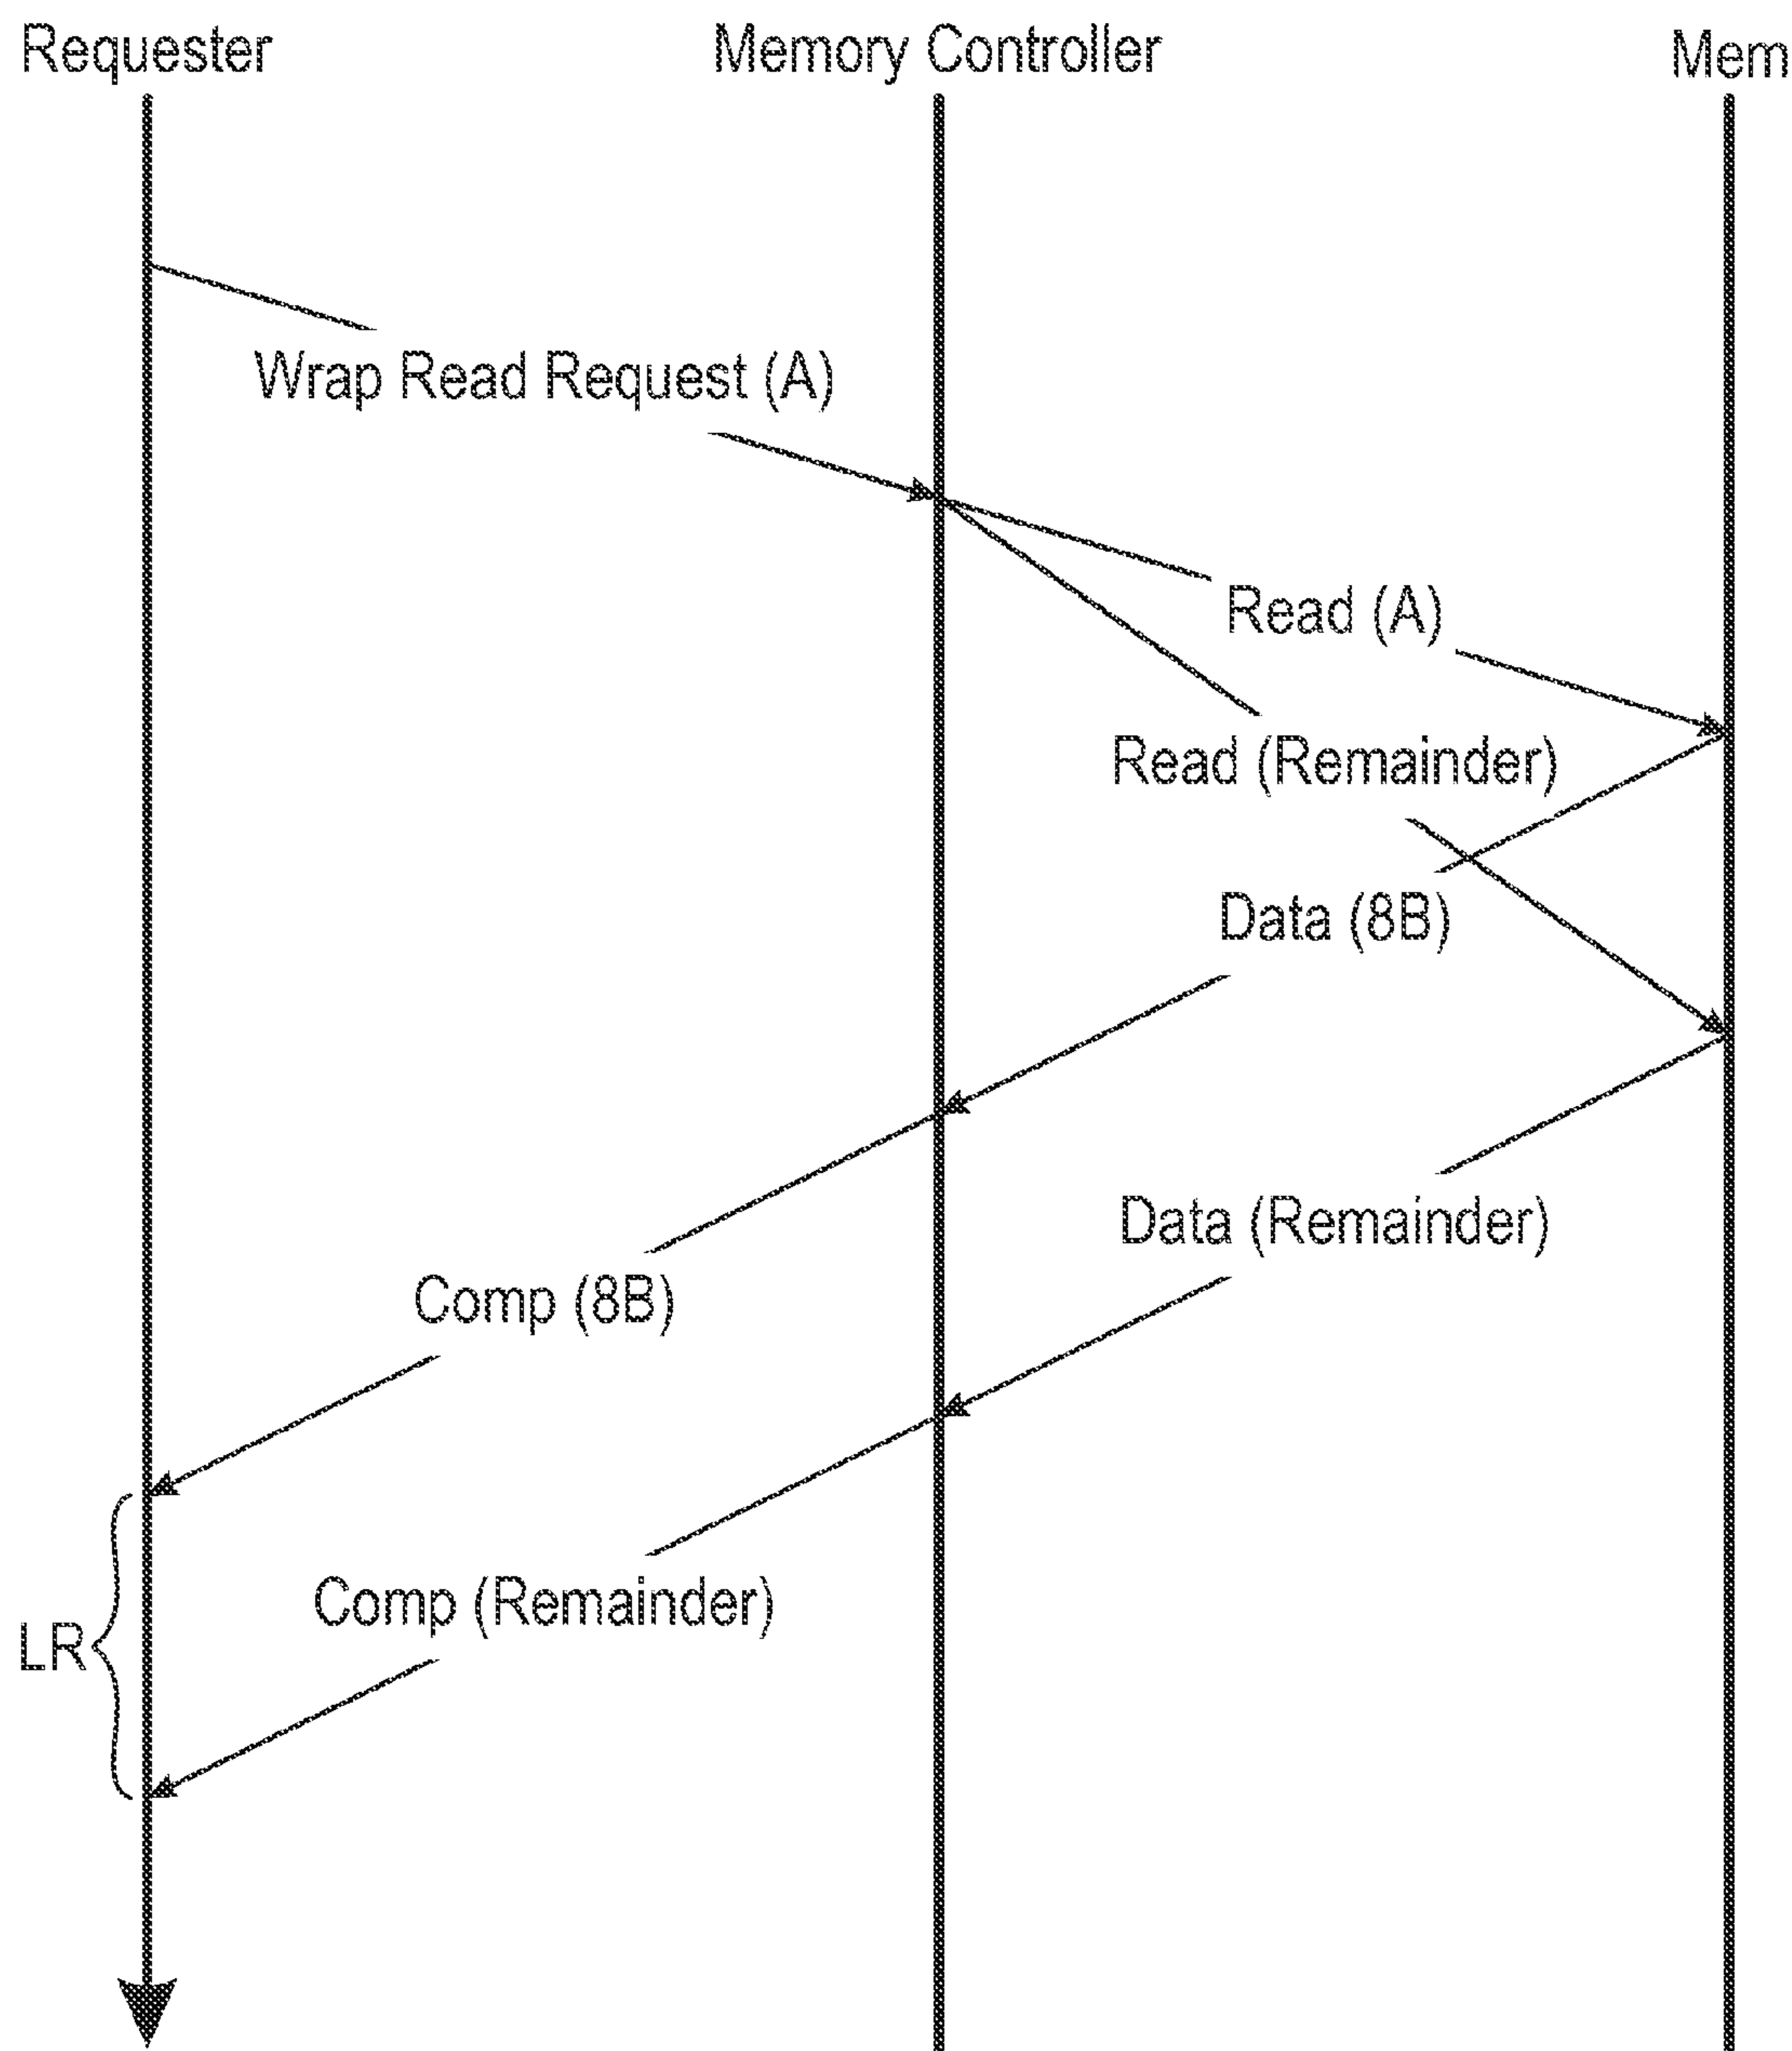 Requester
Memory Controller
Mem
Wrap Read Request (A)
Read (A)
Read (Remainder)
Data (8B)
Data (Remainder)
Comp (8B)
Comp (Remainder)
LR